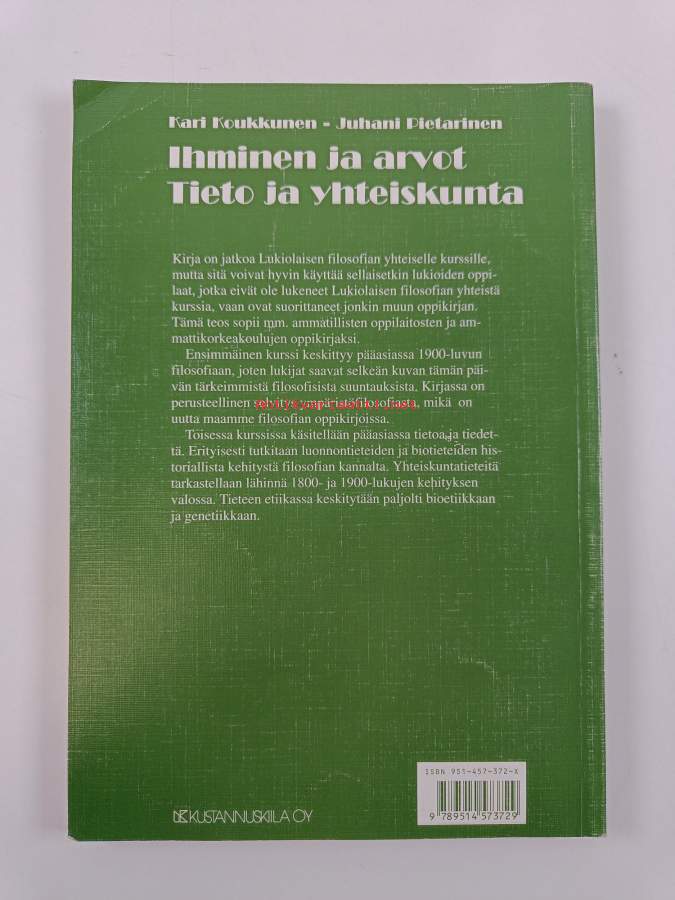 Kari Koukkunen - Juhani Pietarinen
Ihminen ja arvot
Tieto ja yhteiskunta
Kirja on jatkoa Lukiolaisen filosofian yhteiselle kurssille,
mutta sitä voivat hyvin käyttää sellaisetkin lukioiden oppi-
laat, jotka eivät ole lukeneet Lukiolaisen filosofian yhteistä
kurssia, vaan ovat suorittaneet jonkin muun oppikirjan.
Tämä teos sopii m.m. ammatillisten oppilaitosten ja am-
mattikorkeakoulujen oppikirjaksi.
Ensimmäinen kurssi keskittyy pääasiassa 1900-luvun
filosofiaan, joten lukijat saavat selkeän kuvan tämän päi-
vän tärkeimmistä filosofisista suuntauksista. Kirjassa on
perusteellinen selvitys ympäristöfilosofiasta, mikä on
uutta maamme filosofian oppikirjoissa.
Toisessa kurssissa käsitellään pääasiassa tietoa ja tiedet-
tä. Erityisesti tutkitaan luonnontieteiden ja biotieteiden his-
toriallista kehitystä filosofian kannalta. Yhteiskuntatieteitä
tarkastellaan lähinnä 1800- ja 1900-lukujen kehityksen
valossa. Tieteen etiikassa keskitytään paljolti bioetiikkaan
ja genetiikkaan.
ISBN 951-457-372-X
9 789514 573729
KUSTANNUSKIILA OY